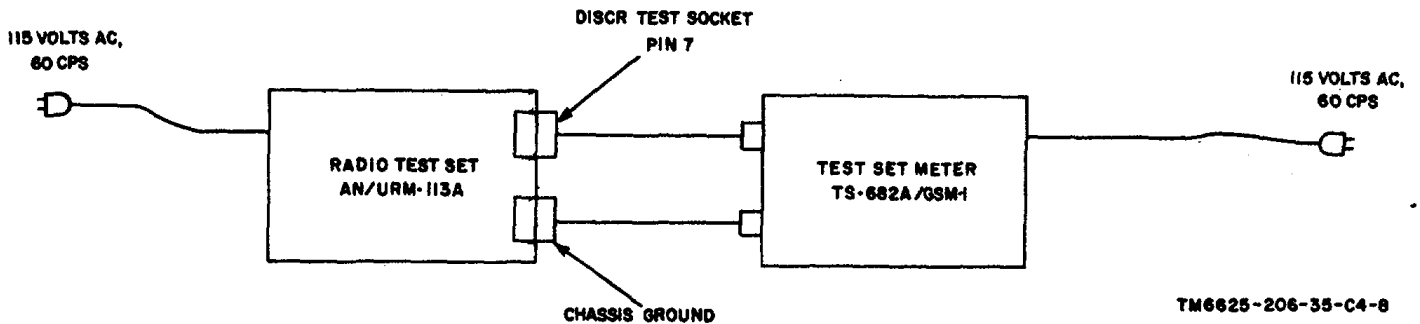 DISCR TEST SOCKET
PIN 7
115 VOLTS AC,
60 CPS
115 VOLTS AC,
60 CPS
RADIO TEST SET
AN/URM-113A
TEST SET METER
TS-682A/GSM-1
CHASSIS GROUND
TM6625-206-35-C4-8